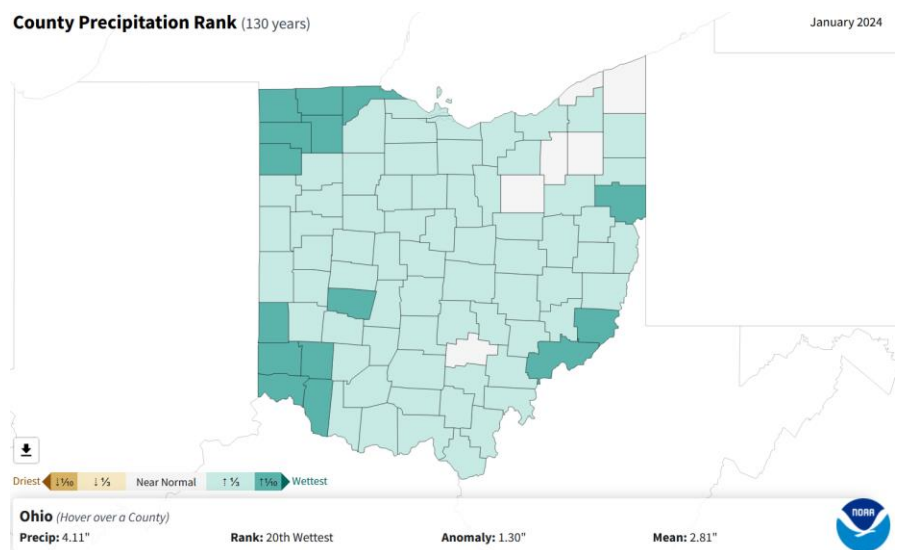 County Precipitation Rank (130 years)
January 2024
Driest ↓⅒ ↓⅓ Near Normal ↑⅓ ↑⅒ Wettest
Ohio (Hover over a County)
Precip: 4.11" Rank: 20th Wettest Anomaly: 1.30" Mean: 2.81"
NOAA